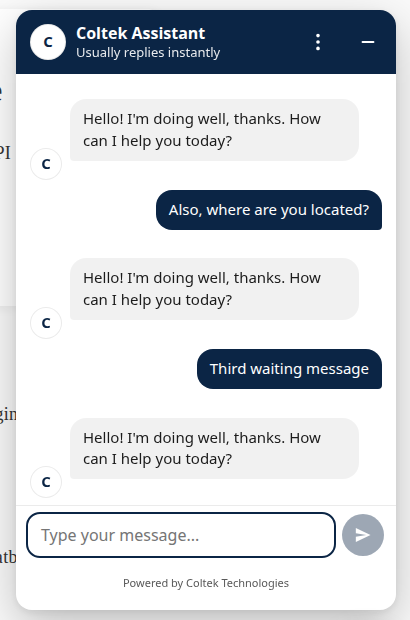 C
Coltek Assistant
Usually replies instantly
Hello! I'm doing well, thanks. How
can I help you today?
C
Also, where are you located?
Hello! I'm doing well, thanks. How
can I help you today?
C
Third waiting message
Hello! I'm doing well, thanks. How
can I help you today?
C
Type your message...
Powered by Coltek Technologies